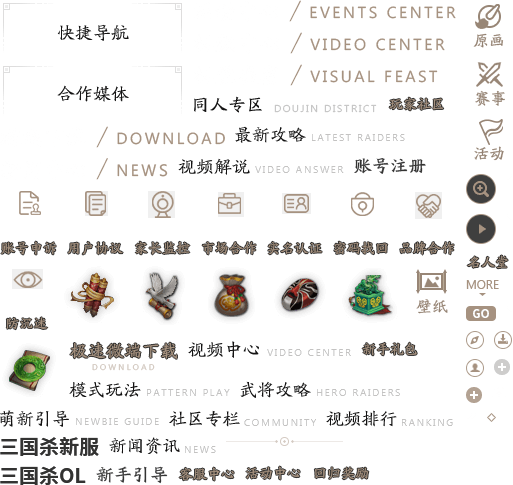 快捷导航
EVENTS CENTER
原画
VIDEO CENTER
VISUAL FEAST
合作媒体
赛事
同人专区 DOUJIN DISTRICT 玩家社区
DOWNLOAD 最新攻略 LATEST RAIDERS
活动
NEWS 视频解说 VIDEO ANSWER 账号注册
账号申诉 用户协议 家长监控 市场合作 实名认证 密码找回 品牌合作
名人堂
MORE
壁纸
GO
防沉迷
极速微端下载 视频中心 VIDEO CENTER 新手礼包
DOWNLOAD
模式玩法 PATTERN PLAY 武将攻略 HERO RAIDERS
萌新引导 NEWBIE GUIDE 社区专栏 COMMUNITY 视频排行 RANKING
三国杀新服 新闻资讯 NEWS
三国杀OL 新手引导 客服中心 活动中心 回归奖励